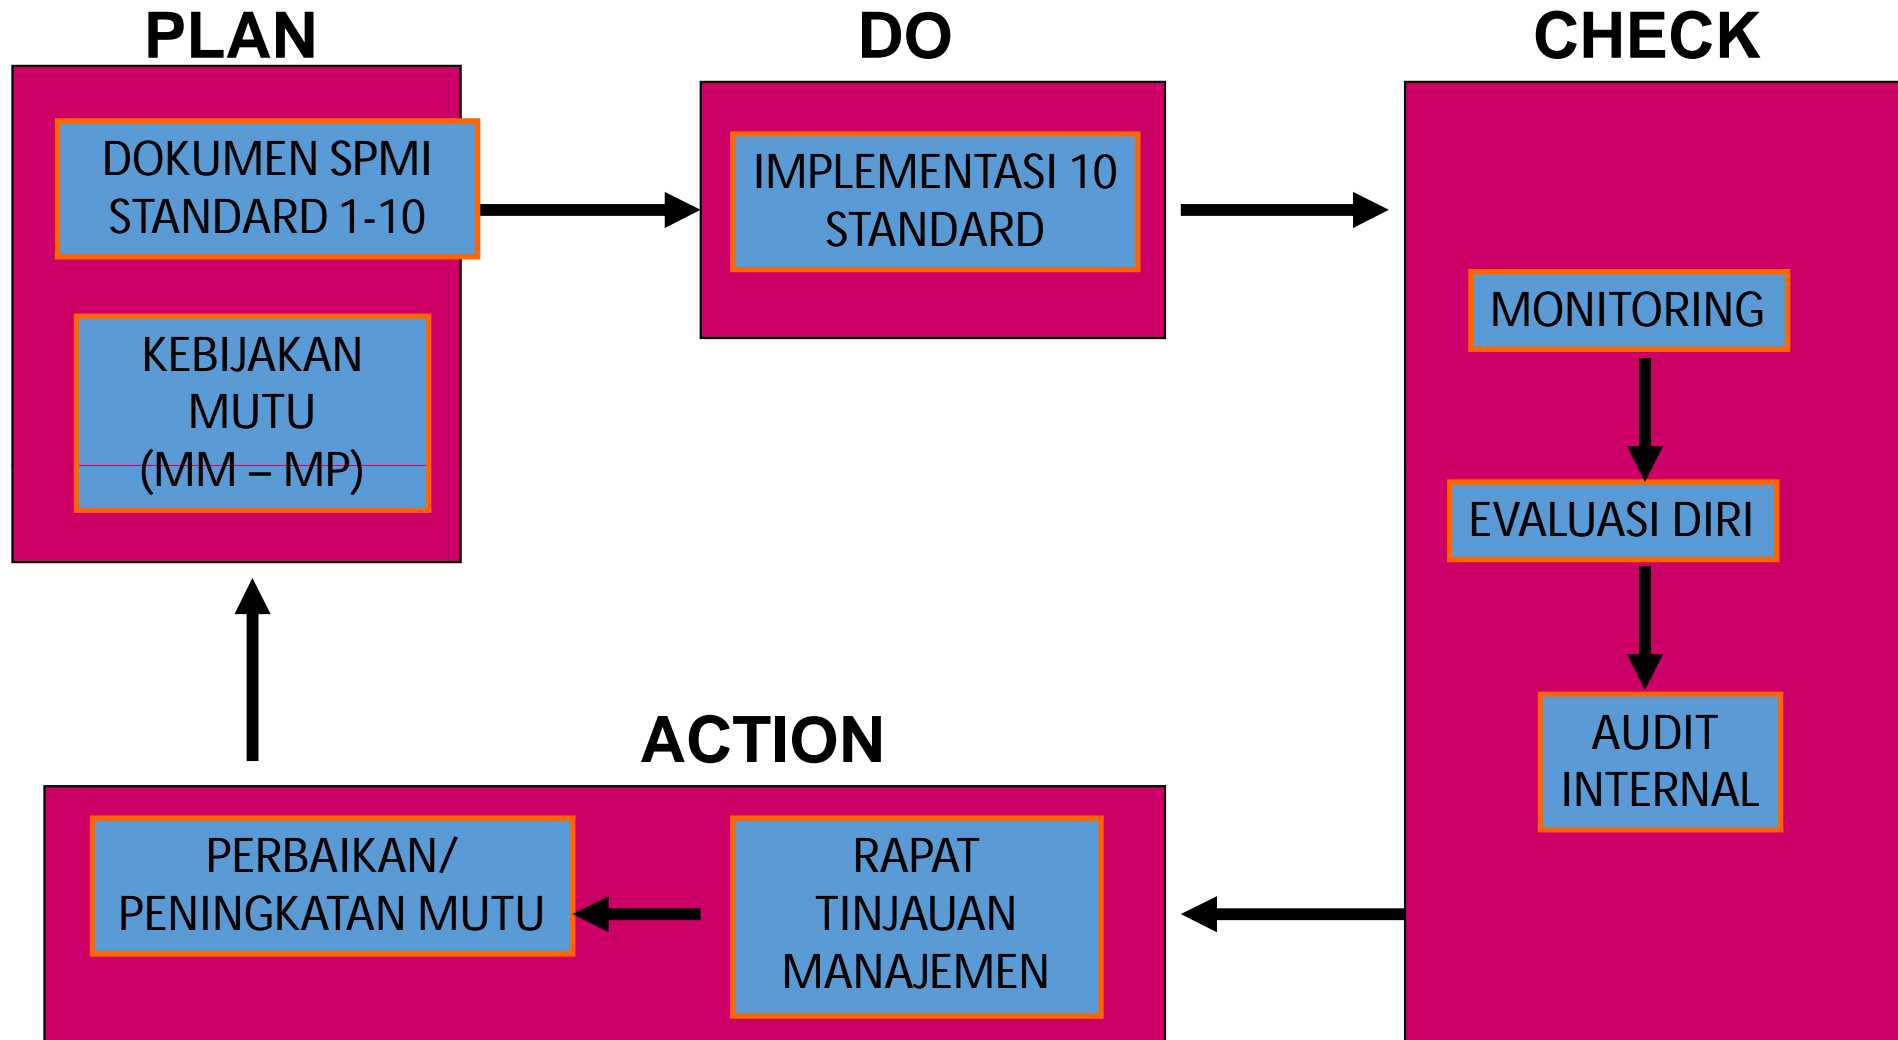 PLAN
DOKUMEN SPMI
STANDARD 1-10
KEBIJAKAN
MUTU
(MM – MP)
DO
IMPLEMENTASI 10
STANDARD
CHECK
MONITORING
EVALUASI DIRI
AUDIT
INTERNAL
ACTION
RAPAT
TINJAUAN
MANAJEMEN
PERBAIKAN/
PENINGKATAN MUTU